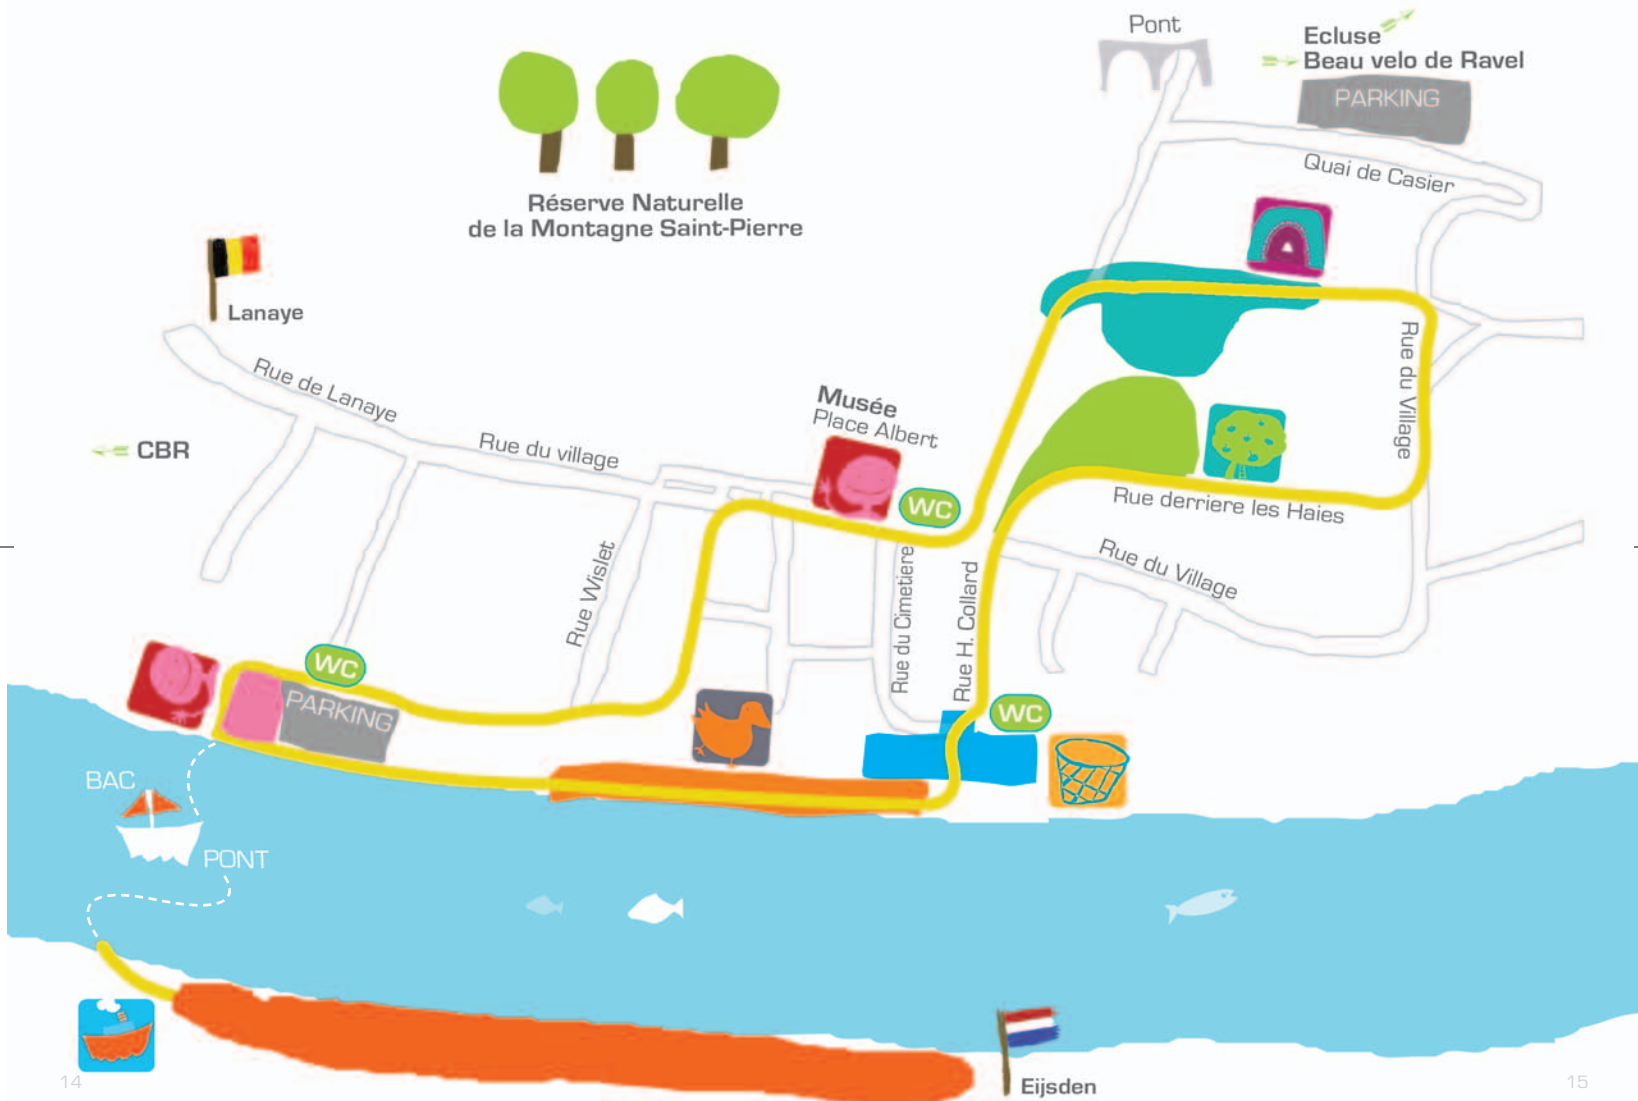 Pont
Ecluse
Beau velo de Ravel
PARKING
Quai de Casier
Réserve Naturelle
de la Montagne Saint-Pierre
Lanaye
Rue de Lanaye
Rue du village
CBR
Musée
Place Albert
WC
Rue du Village
Rue derriere les Haies
Rue du Village
Rue Wislet
Rue du Cimetiere
Rue H. Collard
WC
PARKING
WC
BAC
PONT
Eijsden
14
15